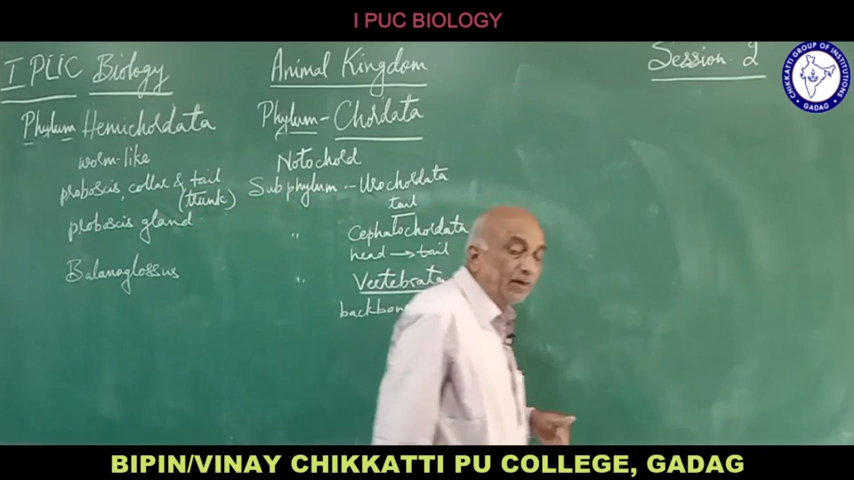 I PUC BIOLOGY
I PUC Biology
Animal Kingdom
Session 2
CHIKKATTI GROUP OF INSTITUTIONS
GADAG
Phylum Hemichordata
worm-like
proboscis, collar & tail
(trunk)
proboscis gland
Balanoglossus
Phylum - Chordata
Notochord
Subphylum - Urochordata
tail
" Cephalochordata
head → tail
" Vertebrata
backbon
BIPIN/VINAY CHIKKATTI PU COLLEGE, GADAG